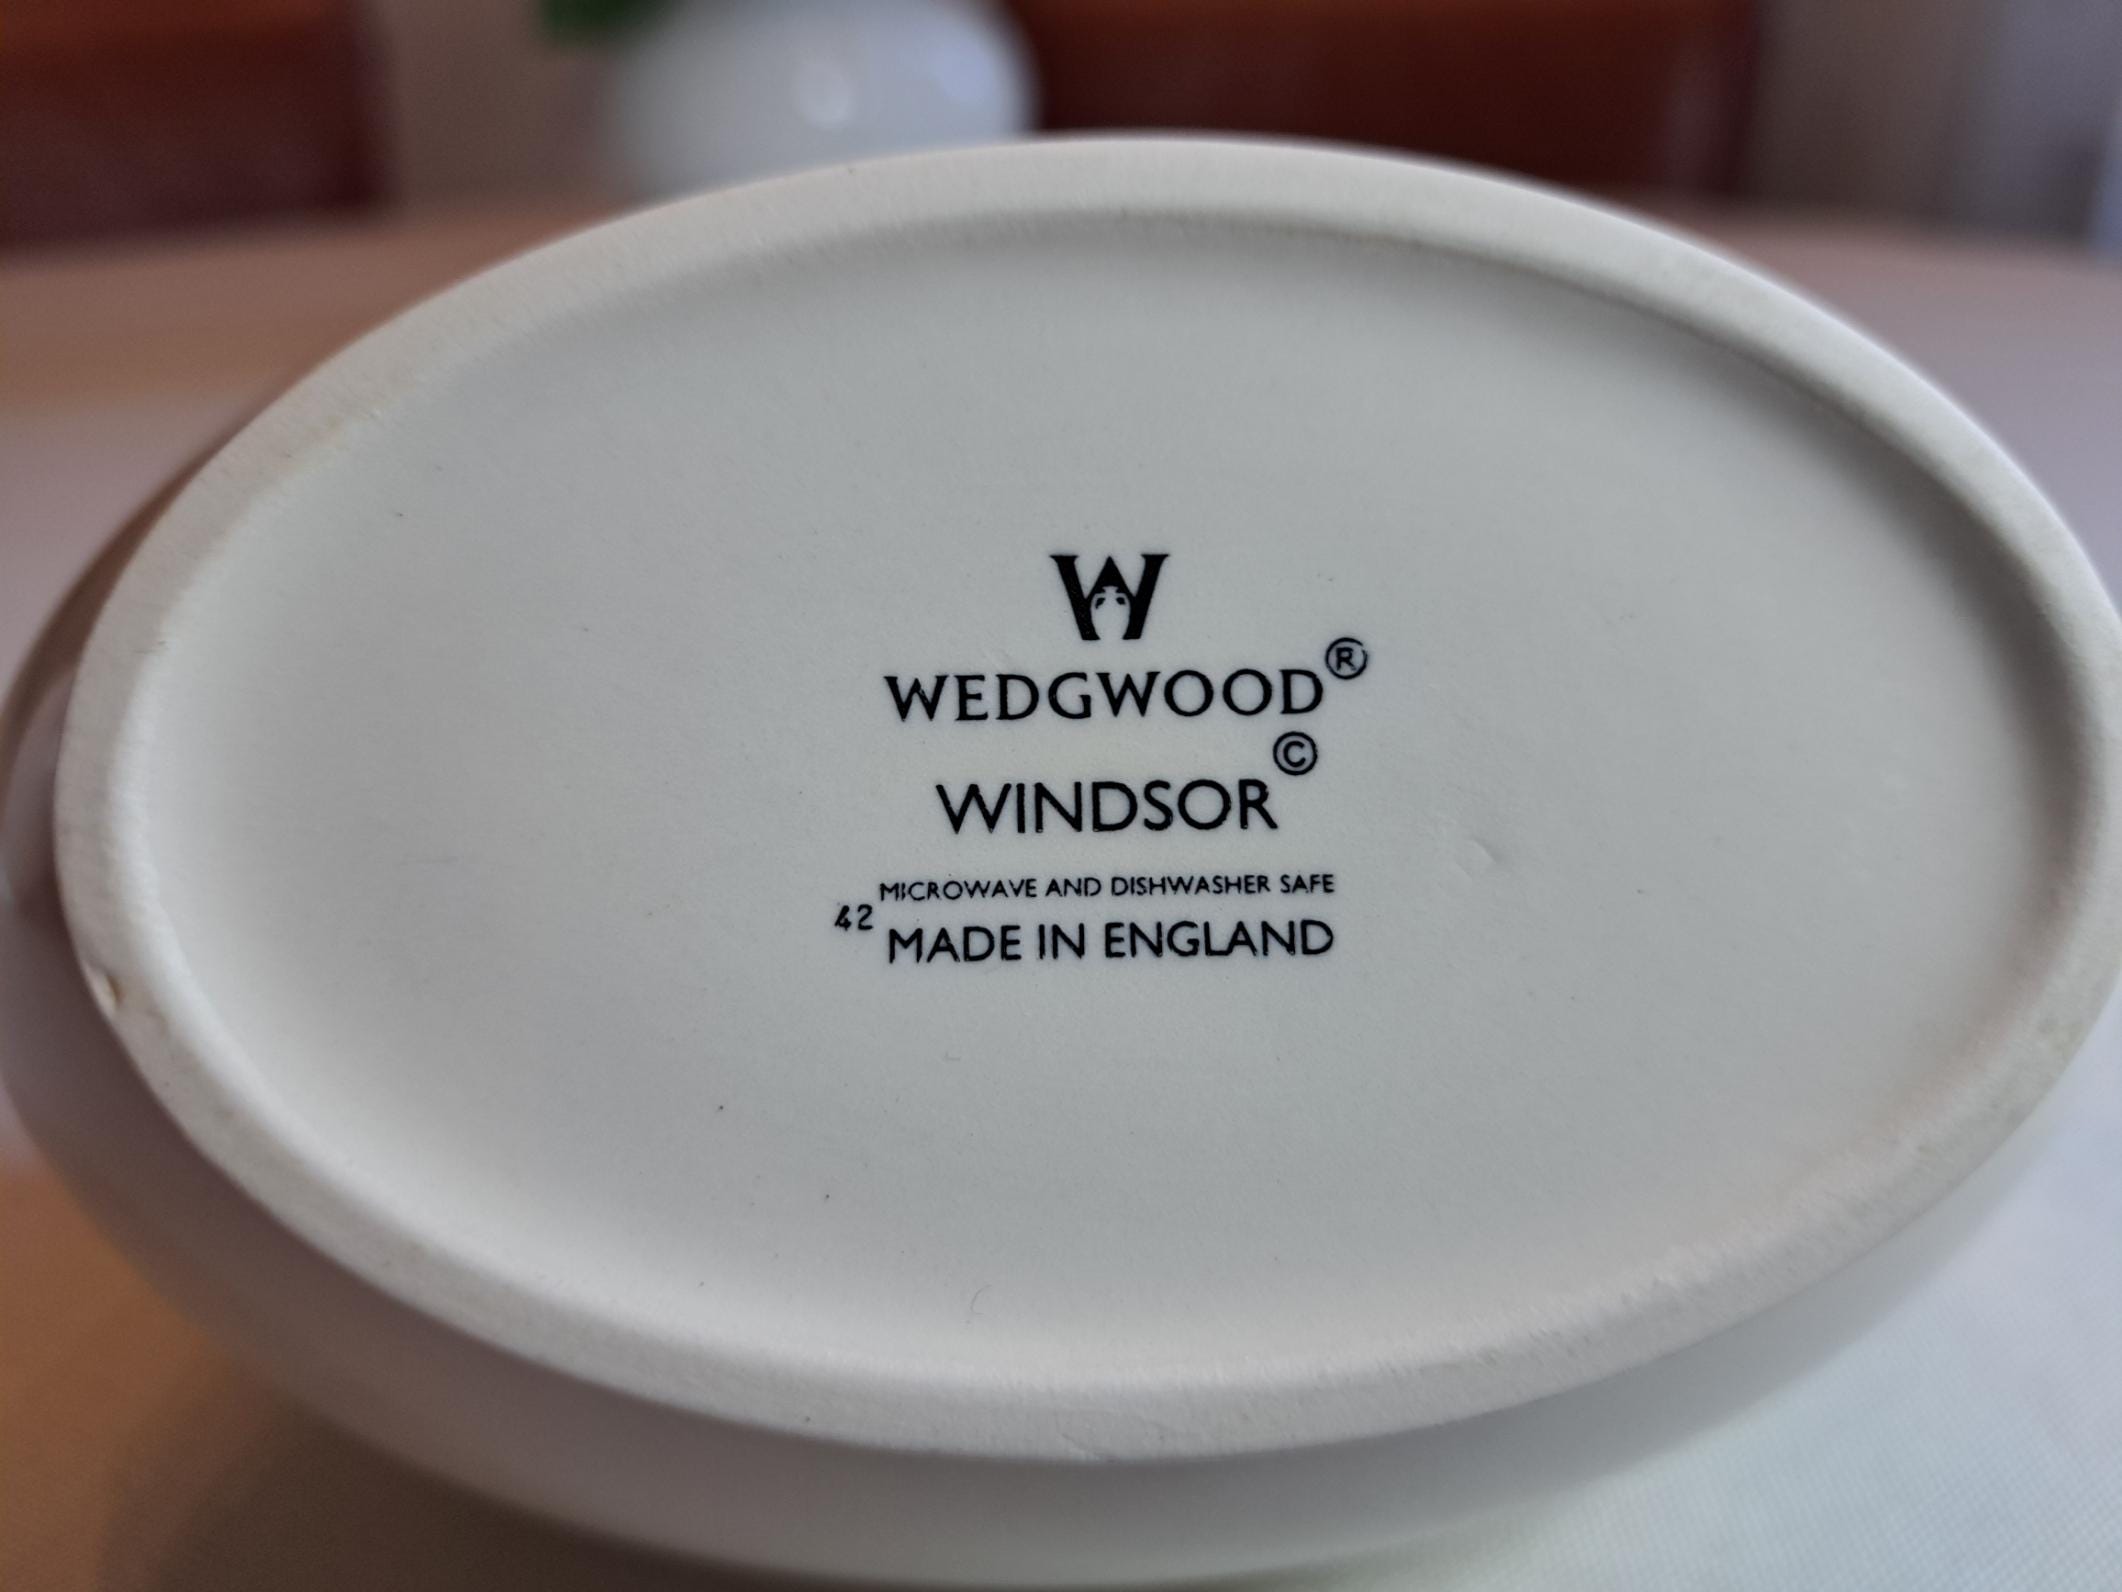 W
WEDGWOOD®
WINDSOR©
MICROWAVE AND DISHWASHER SAFE
42 MADE IN ENGLAND